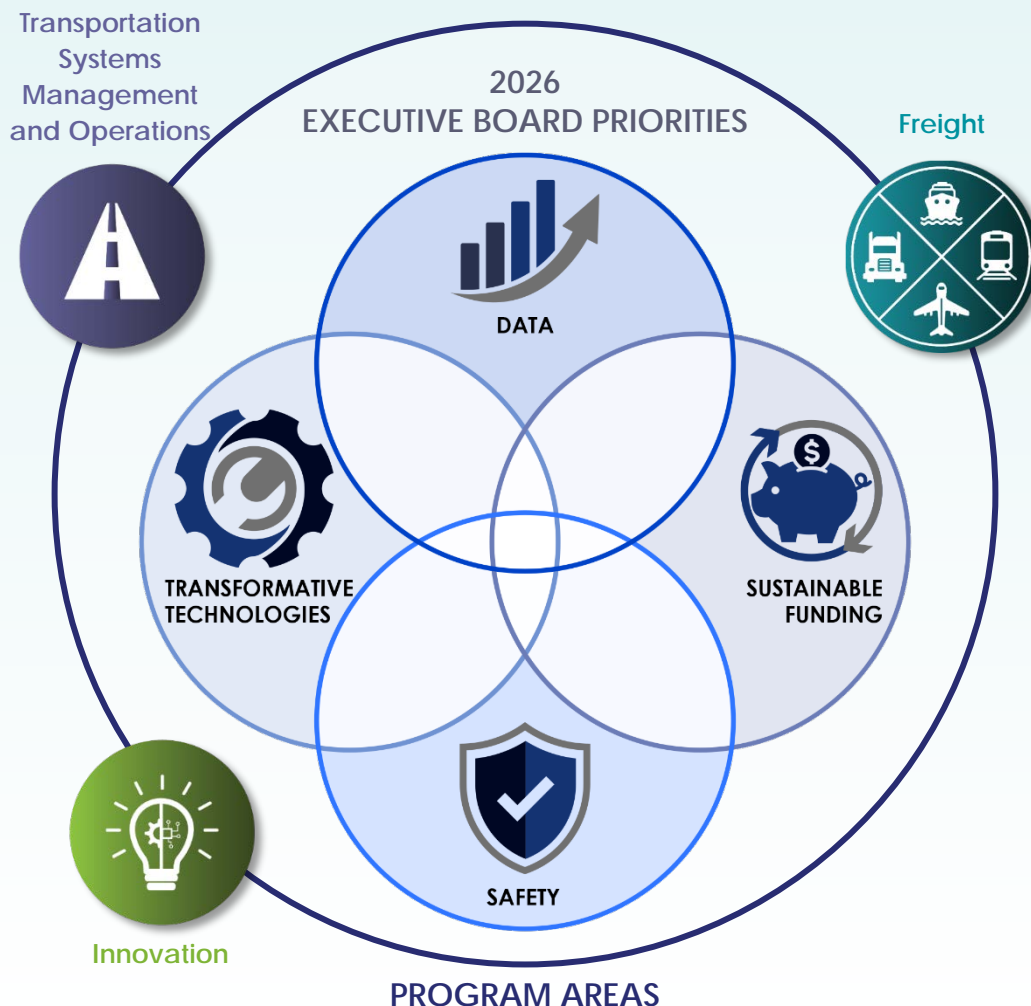 Transportation
Systems
Management
and Operations
2026
EXECUTIVE BOARD PRIORITIES
Freight
DATA
TRANSFORMATIVE
TECHNOLOGIES
$
SUSTAINABLE
FUNDING
SAFETY
Innovation
PROGRAM AREAS